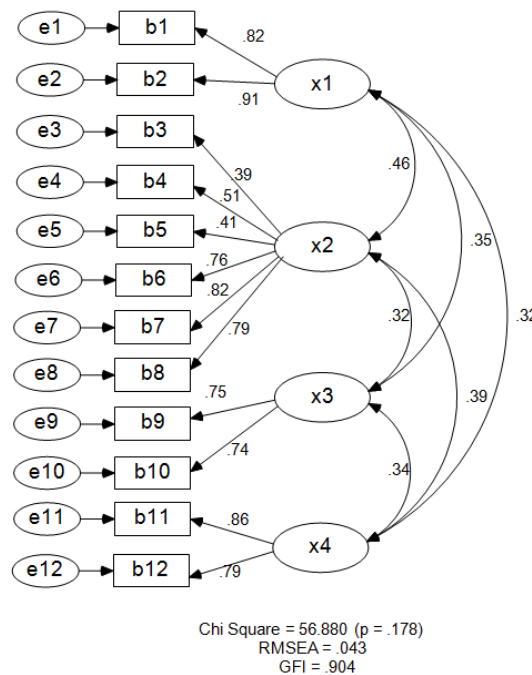 e1 b1 .82
e2 b2 .91 x1
e3 b3 .39
e4 b4 .51 .46
e5 b5 .41 x2 .35
e6 b6 .76
e7 b7 .82 .32 .32
e8 b8 .79
e9 b9 .75 x3 .39
e10 b10 .74 .34
e11 b11 .86 x4
e12 b12 .79
Chi Square = 56.880 (p = .178)
RMSEA = .043
GFI = .904